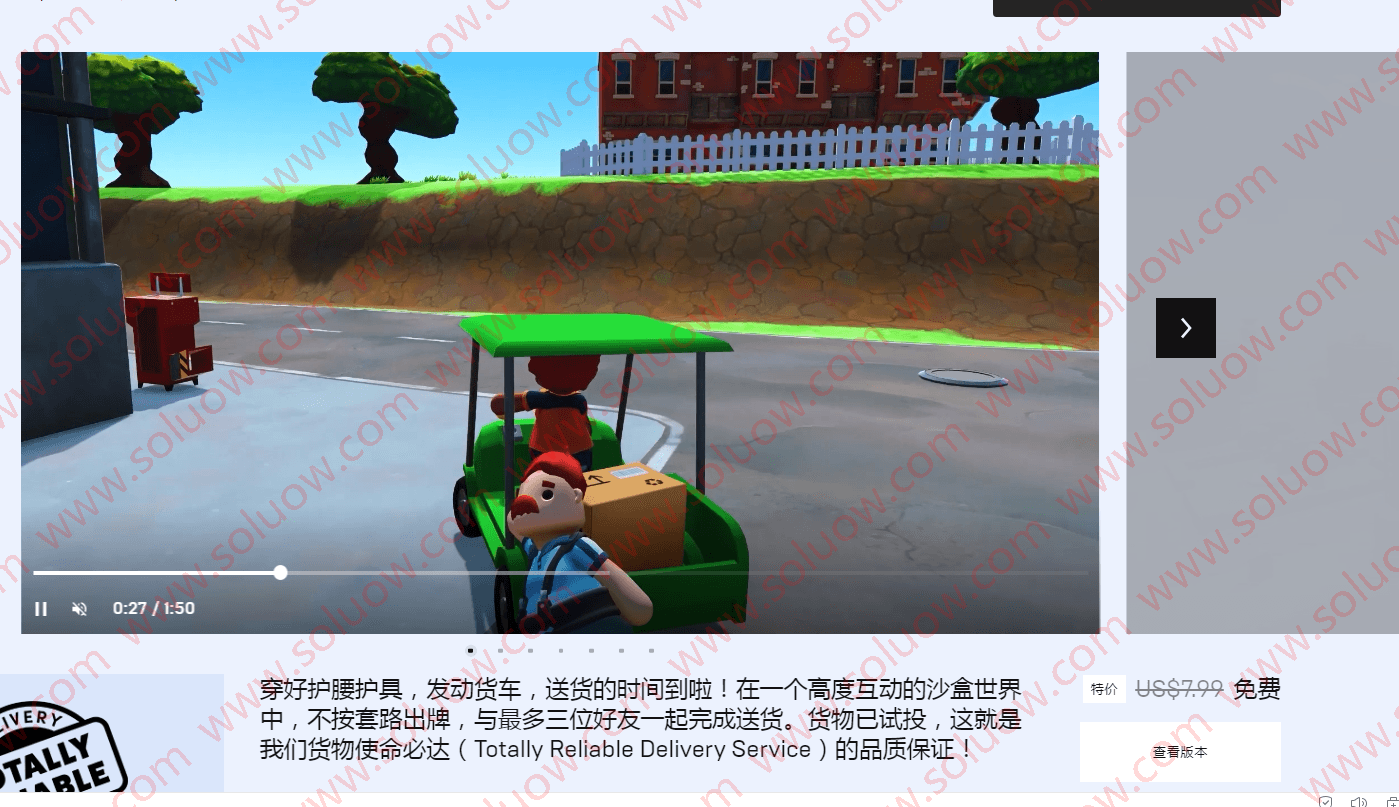 0:27 / 1:50
穿好护腰护具，发动货车，送货的时间到啦！在一个高度互动的沙盒世界
中，不按套路出牌，与最多三位好友一起完成送货。货物已试投，这就是
我们货物使命必达（Totally Reliable Delivery Service）的品质保证！
特价 US$7.99 免费
查看版本
www.soluow.com